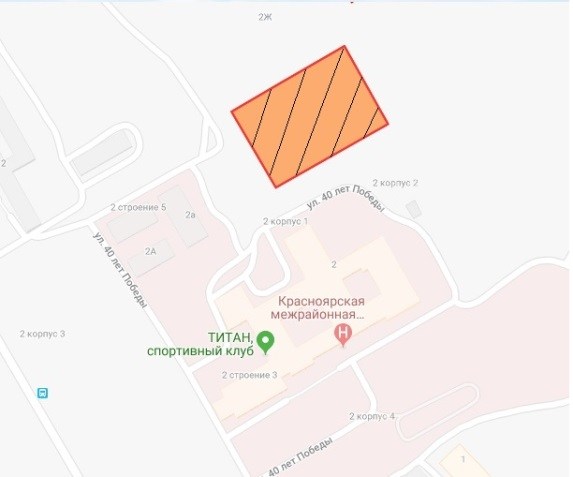 2Ж
2
2 корпус 2
ул. 40 лет Победы
2 строение 5
2а
2 корпус 1
2А
ул. 40 лет Победы
2
Красноярская
межрайонная...
2 корпус 3
ТИТАН,
спортивный клуб
H
2 строение 3
2 корпус 4
40 лет Победы
1